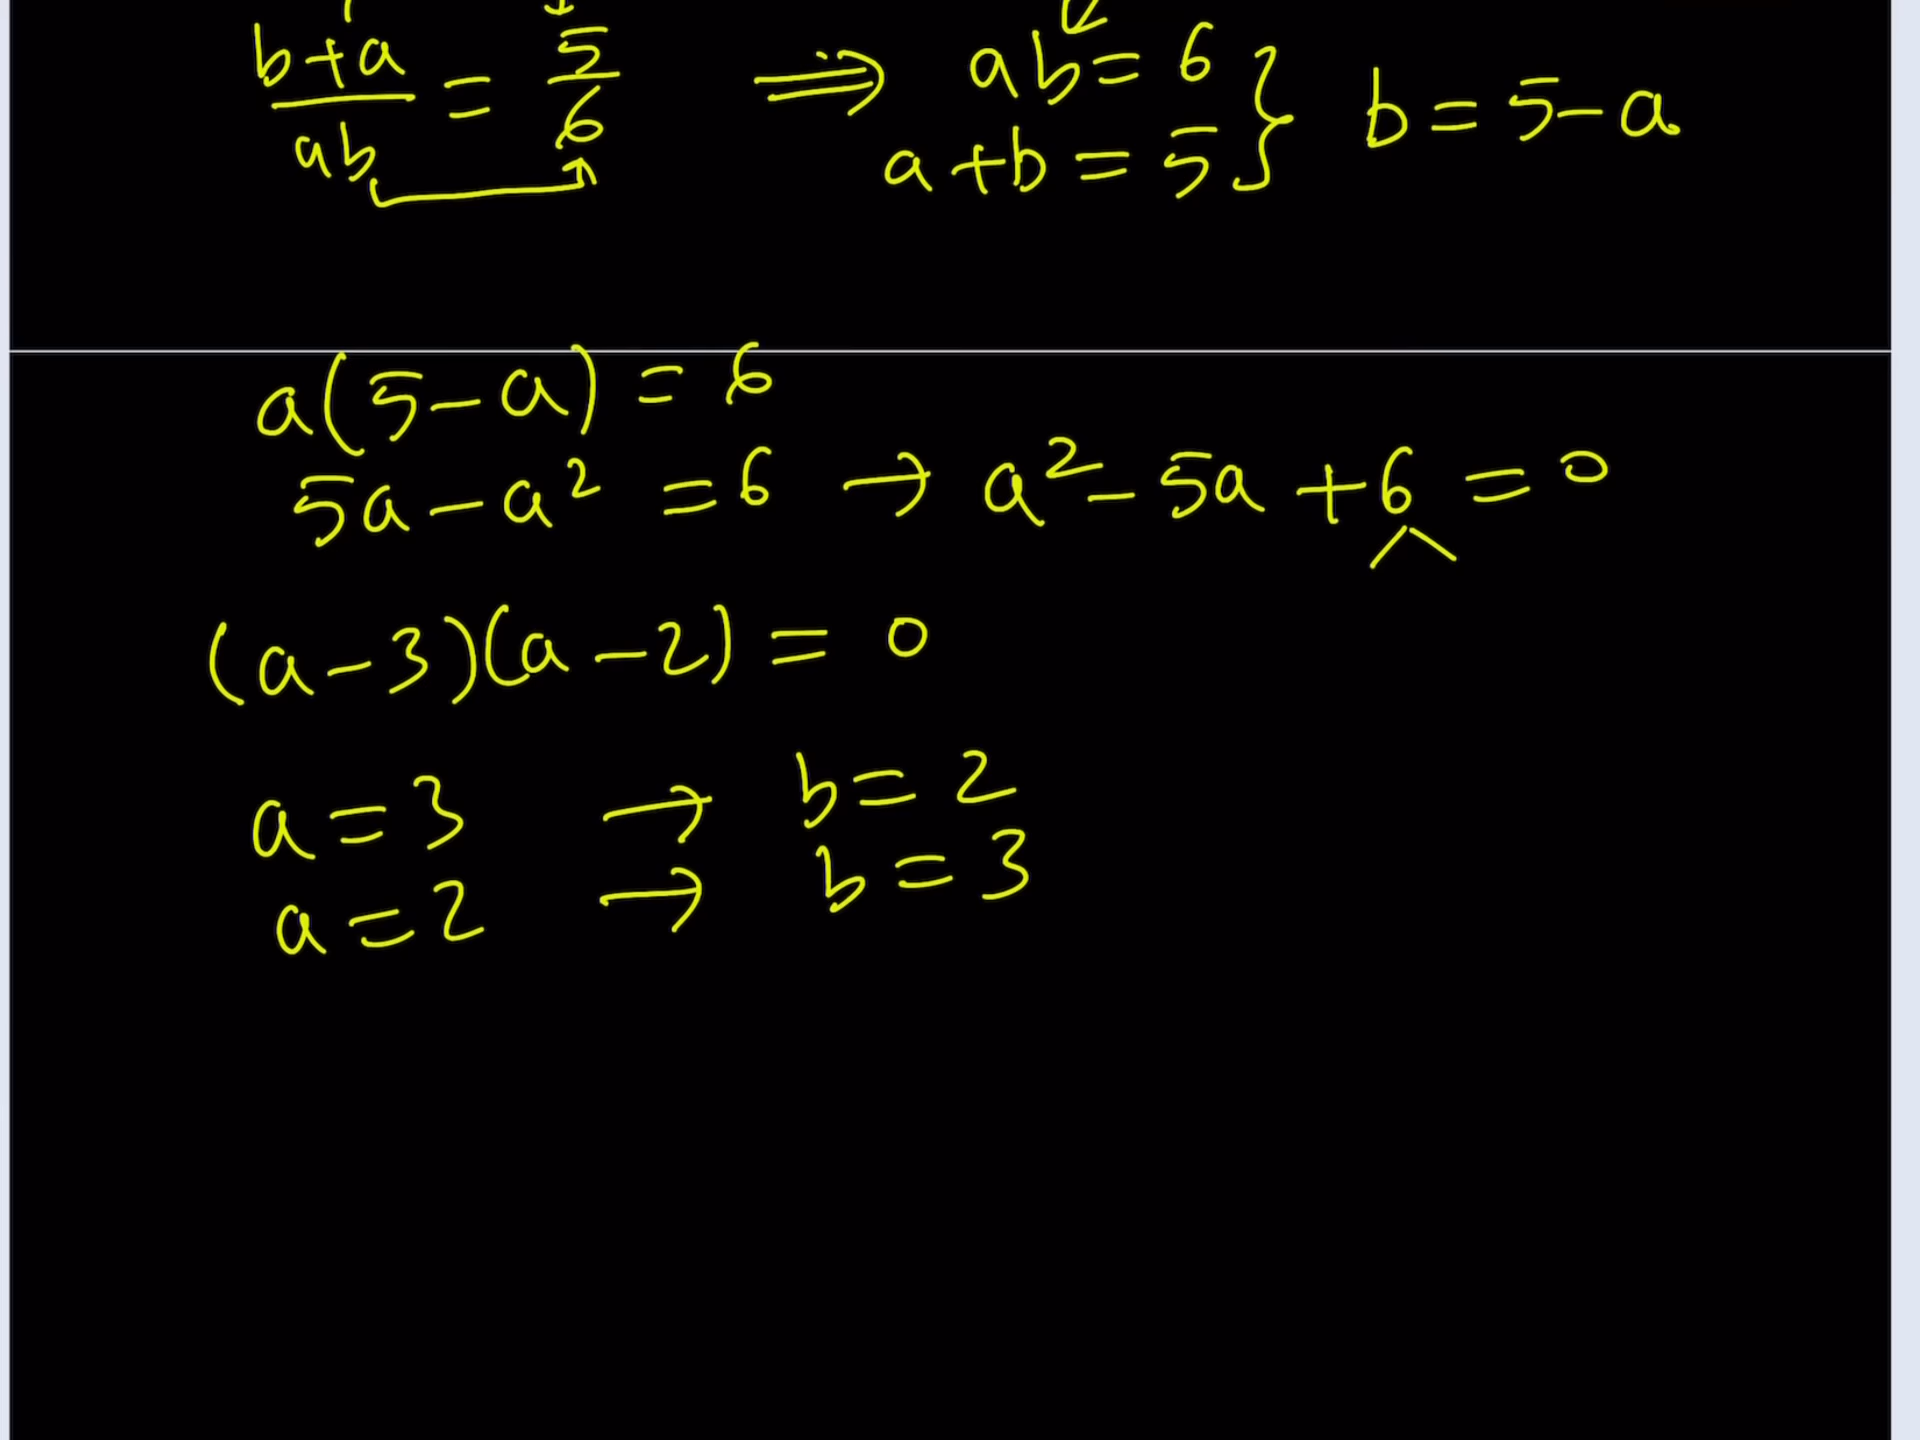 b+a/ab = 5/6 ⟹ ab = 6 } b = 5-a
a+b = 5
a(5-a) = 6
5a-a² = 6 → a²-5a+6 = 0
(a-3)(a-2) = 0
a=3 → b=2
a=2 → b=3